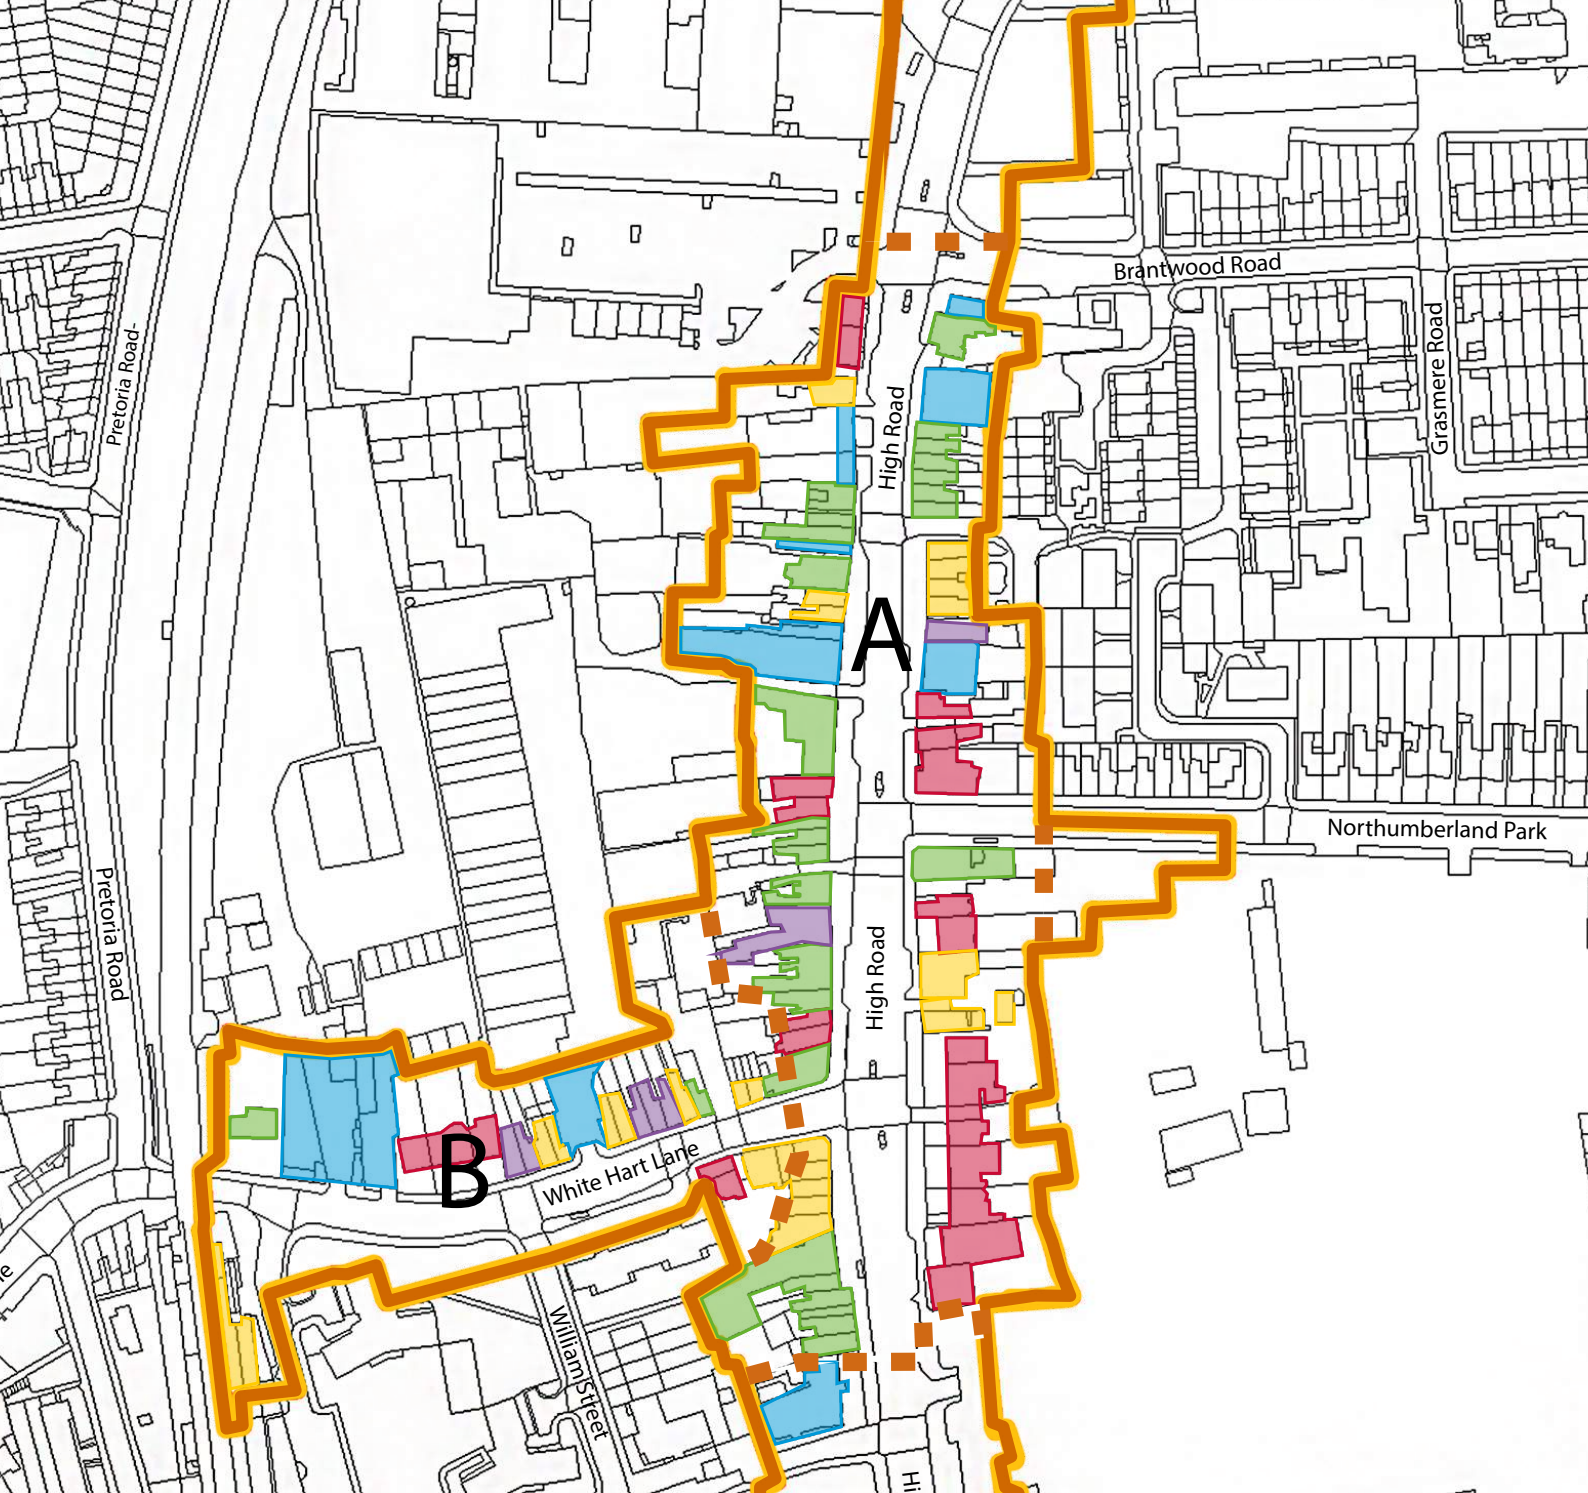 Brantwood Road
Pretoria Road-
Grasmere Road
High Road
A
Northumberland Park
Pretoria Road
High Road
B
White Hart Lane
William Street